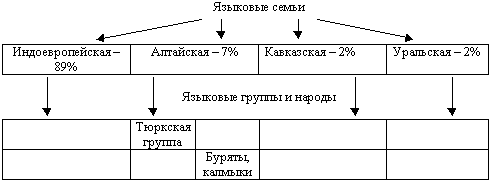 Языковые семьи
Индоевропейская – 89%
Алтайская – 7%
Кавказская – 2%
Уральская – 2%
Языковые группы и народы
Тюркская
группа
Буряты,
калмыки